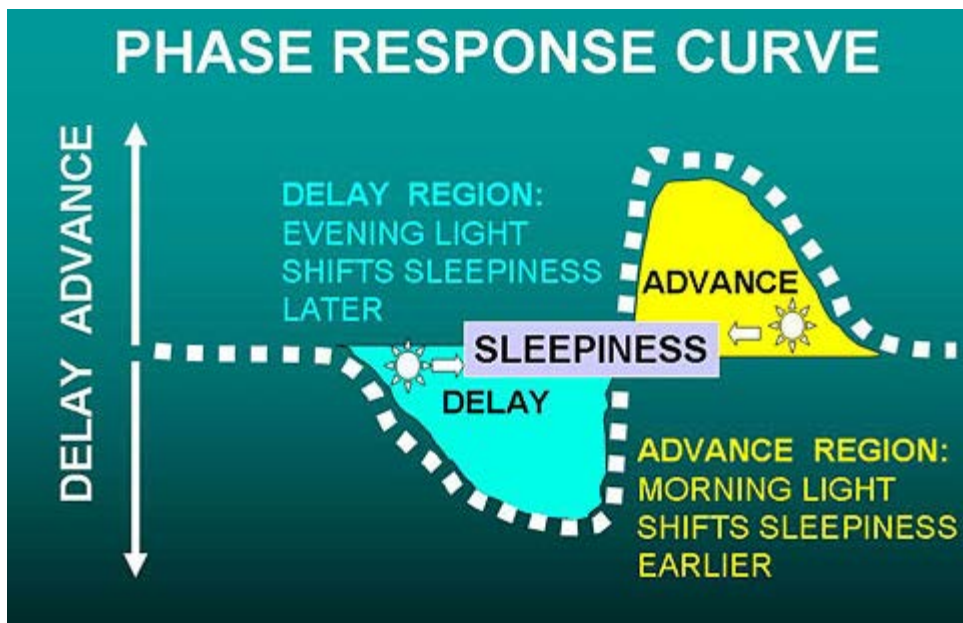 PHASE RESPONSE CURVE
DELAY ADVANCE
DELAY REGION:
EVENING LIGHT
SHIFTS SLEEPINESS
LATER
ADVANCE
SLEEPINESS
DELAY
ADVANCE REGION:
MORNING LIGHT
SHIFTS SLEEPINESS
EARLIER